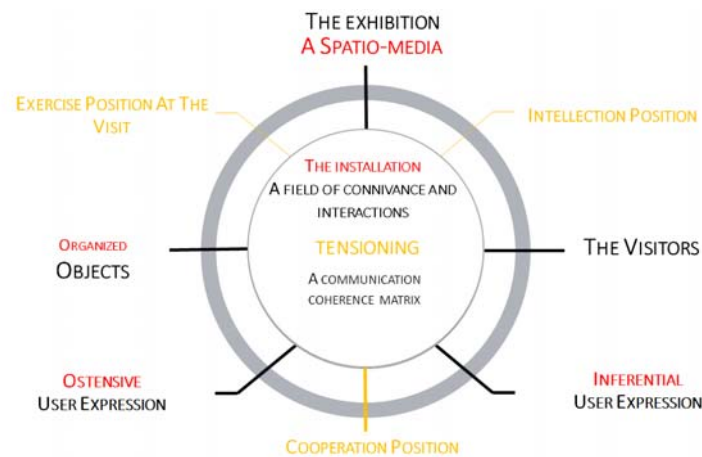 THE EXHIBITION
A SPATIO-MEDIA
EXERCISE POSITION AT THE
VISIT
INTELLECTION POSITION
THE INSTALLATION
A FIELD OF CONNIVANCE AND
INTERACTIONS
TENSIONING
A COMMUNICATION
COHERENCE MATRIX
ORGANIZED
OBJECTS
THE VISITORS
OSTENSIVE
USER EXPRESSION
INFERENTIAL
USER EXPRESSION
COOPERATION POSITION